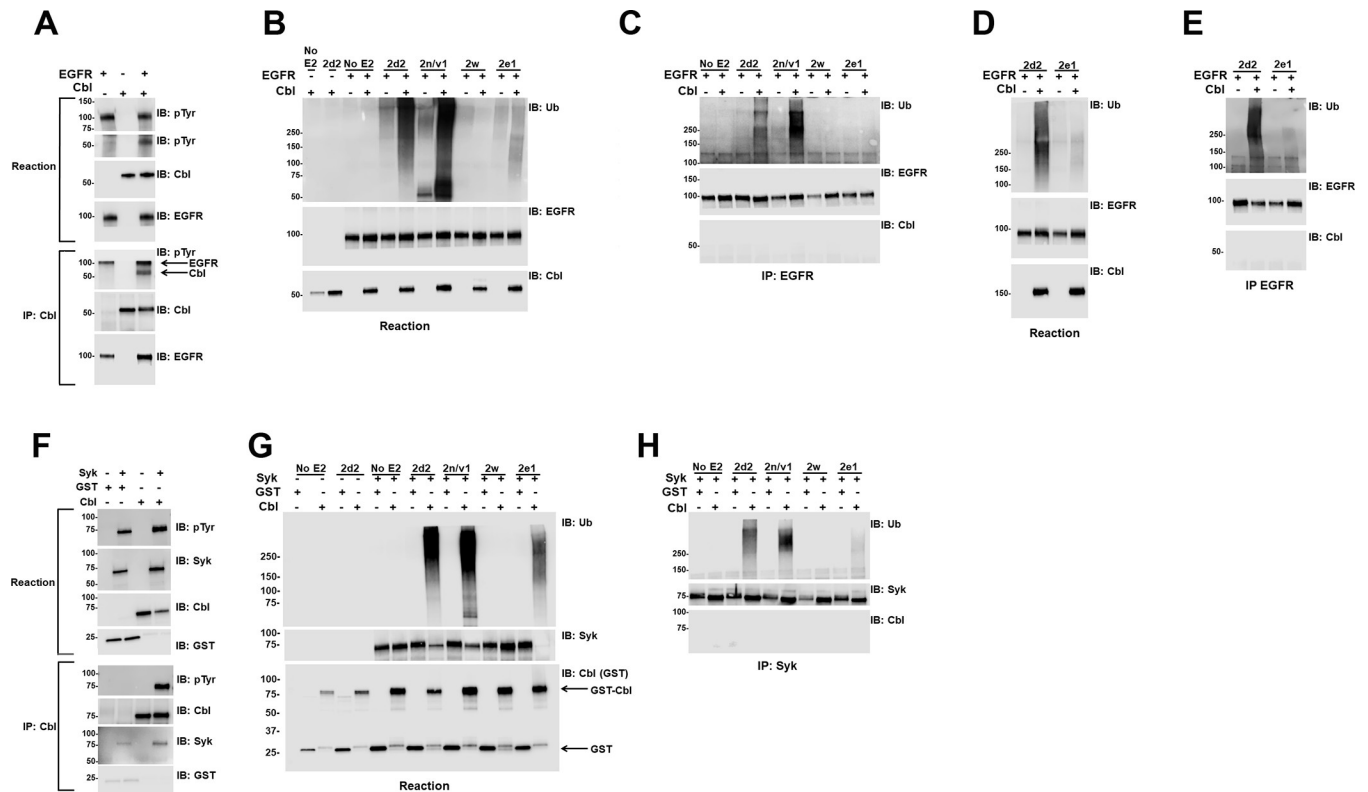 A
EGFR + - +
Cbl - + +
Reaction
150-
100-
75-
IB: pTyr
75-
50-
IB: pTyr
50-
IB: Cbl
100-
IB: EGFR
IP: Cbl
IB: pTyr
100-
50-
EGFR
Cbl
50-
IB: Cbl
100-
IB: EGFR
B
No E2 2d2 No E2 2d2 2n/v1 2w 2e1
EGFR - - + + + + + + + + + +
Cbl + + - + - + - + - + - +
IB: Ub
250-
150-
100-
75-
50-
IB: EGFR
100-
IB: Cbl
50-
Reaction
C
No E2 2d2 2n/v1 2w 2e1
EGFR + + + + + + + + + +
Cbl - + - + - + - + - +
IB: Ub
250-
150-
100-
IB: EGFR
100-
IB: Cbl
50-
IP: EGFR
D
2d2 2e1
EGFR + + + +
Cbl - + - +
IB: Ub
250-
150-
100-
IB: EGFR
100-
IB: Cbl
150-
Reaction
E
2d2 2e1
EGFR + + + +
Cbl - + - +
IB: Ub
250-
150-
100-
IB: EGFR
100-
IB: Cbl
50-
IP EGFR
F
Syk - + - +
GST + + - -
Cbl - - + +
Reaction
100-
75-
IB: pTyr
100-
75-
50-
IB: Syk
100-
75-
50-
IB: Cbl
25-
IB: GST
IP: Cbl
100-
75-
IB: pTyr
75-
IB: Cbl
100-
75-
50-
IB: Syk
25-
IB: GST
G
No E2 2d2 No E2 2d2 2n/v1 2w 2e1
Syk - - - - + + + + + + + + + +
GST + - + - + - + - + - + - + -
Cbl - + - + - + - + - + - + - +
IB: Ub
250-
150-
100-
75-
100-
75-
IB: Syk
IB: Cbl (GST)
100-
75-
50-
37-
25-
GST-Cbl
GST
Reaction
H
No E2 2d2 2n/v1 2w 2e1
Syk + + + + + + + + + +
GST + - + - + - + - + -
Cbl - + - + - + - + - +
IB: Ub
250-
150-
100-
75-
IB: Syk
100-
75-
IB: Cbl
IP: Syk